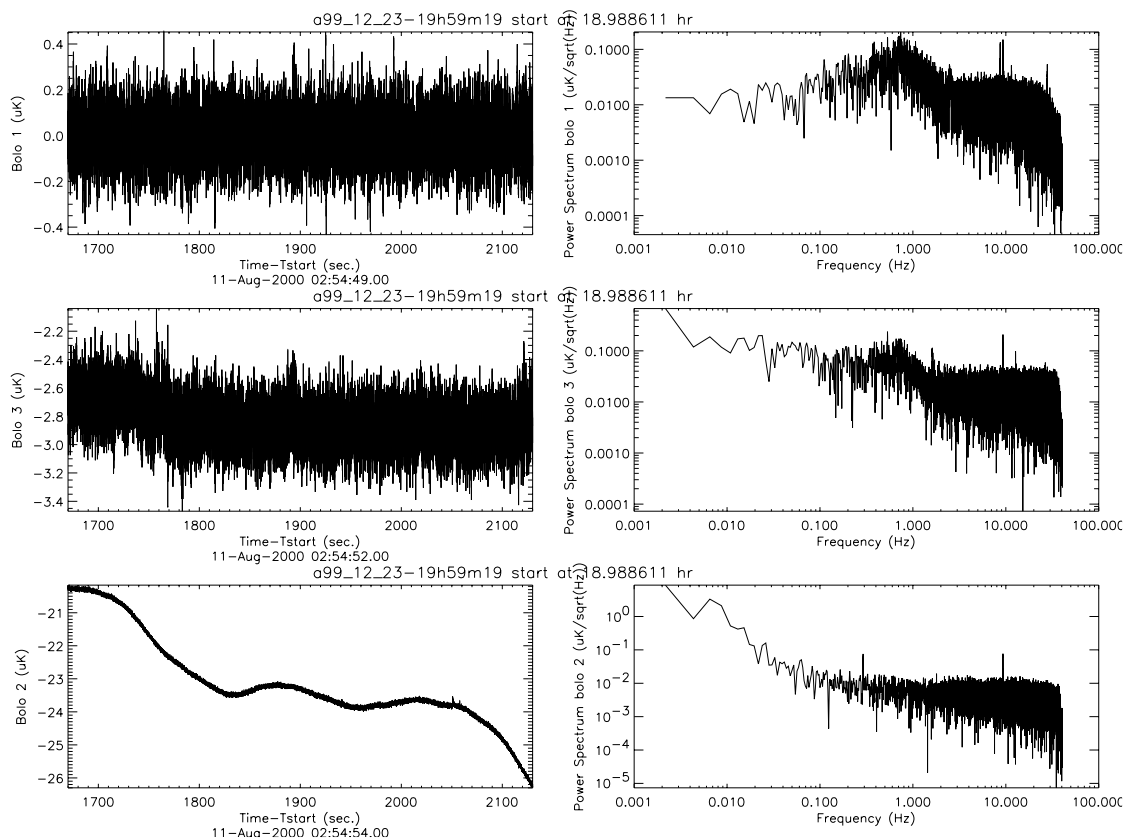 a99_12_23-19h59m19 start at 18.988611 hr
Bolo 1 (uK)
0.4
0.2
0.0
-0.2
-0.4
1700 1800 1900 2000 2100
Time-Tstart (sec.)
11-Aug-2000 02:54:49.00
Power Spectrum bolo 1 (uK/sqrt(Hz))
0.1000
0.0100
0.0010
0.0001
0.001 0.010 0.100 1.000 10.000 100.000
Frequency (Hz)
a99_12_23-19h59m19 start at 18.988611 hr
Bolo 3 (uK)
-2.2
-2.4
-2.6
-2.8
-3.0
-3.2
-3.4
1700 1800 1900 2000 2100
Time-Tstart (sec.)
11-Aug-2000 02:54:52.00
Power Spectrum bolo 3 (uK/sqrt(Hz))
0.1000
0.0100
0.0010
0.0001
0.001 0.010 0.100 1.000 10.000 100.000
Frequency (Hz)
a99_12_23-19h59m19 start at 18.988611 hr
Bolo 2 (uK)
-21
-22
-23
-24
-25
-26
1700 1800 1900 2000 2100
Time-Tstart (sec.)
11-Aug-2000 02:54:54.00
Power Spectrum bolo 2 (uK/sqrt(Hz))
10⁰
10⁻¹
10⁻²
10⁻³
10⁻⁴
10⁻⁵
0.001 0.010 0.100 1.000 10.000 100.000
Frequency (Hz)